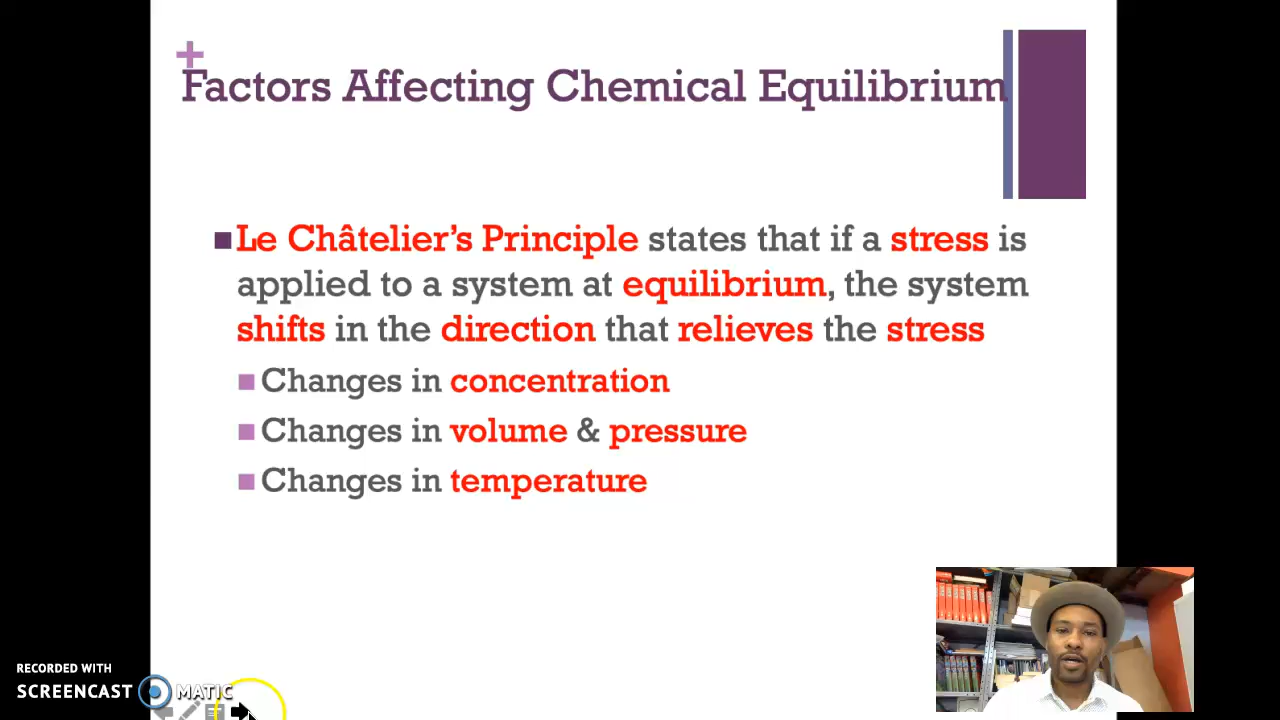 Factors Affecting Chemical Equilibrium
Le Châtelier’s Principle states that if a stress is
applied to a system at equilibrium, the system
shifts in the direction that relieves the stress
Changes in concentration
Changes in volume & pressure
Changes in temperature
RECORDED WITH
SCREENCAST MATIC